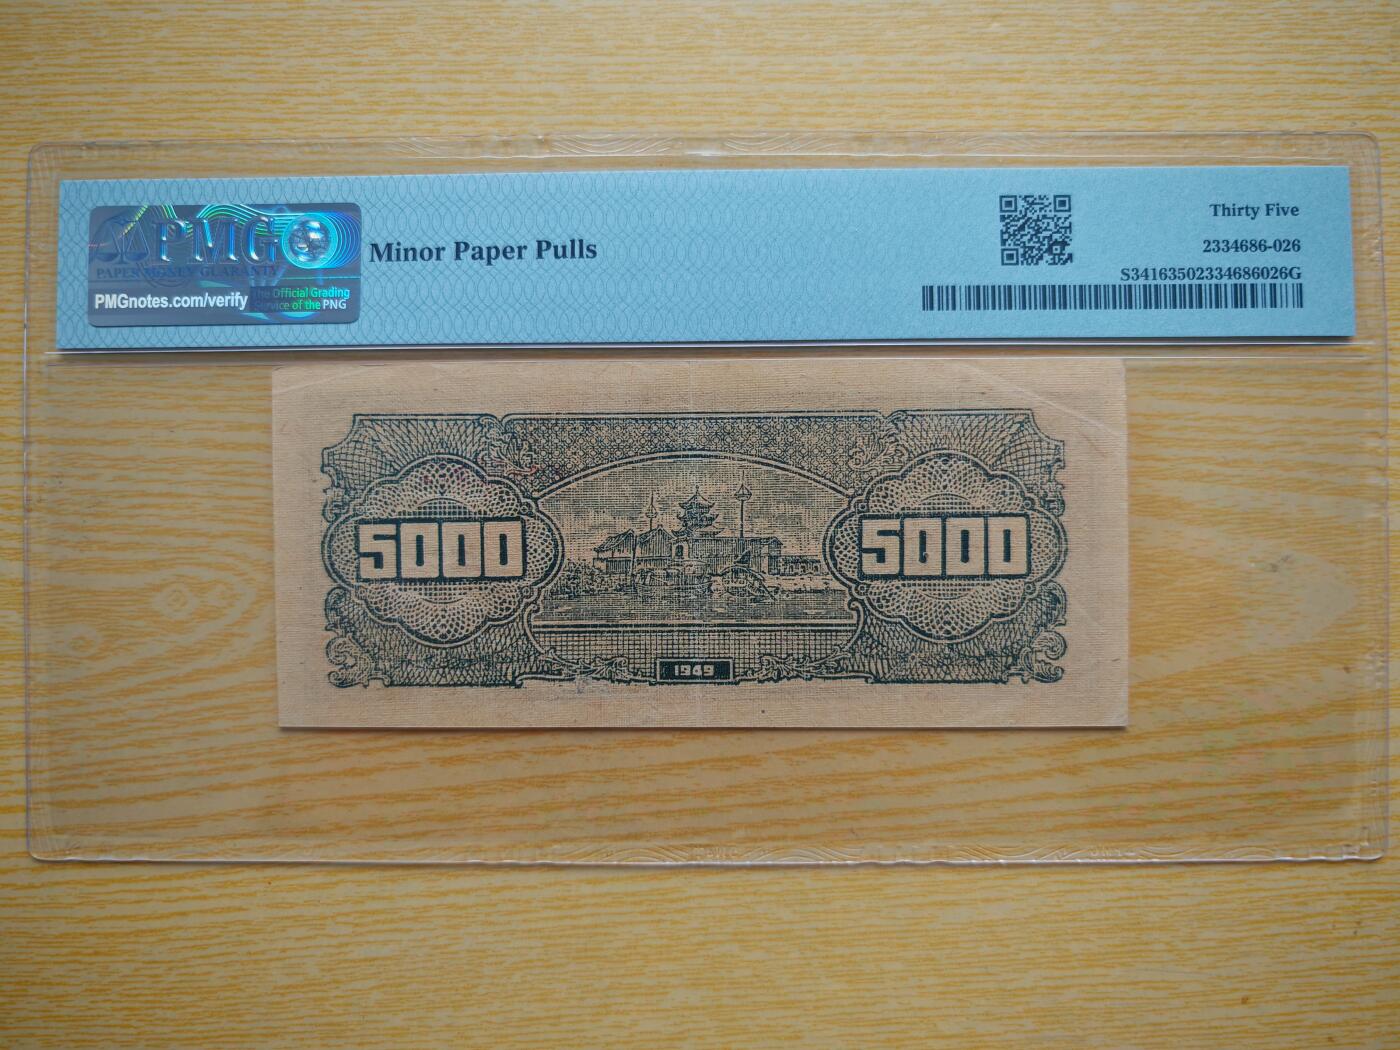 PMG
PAPER MONEY GUARANTY
PMGnotes.com/verify
The Official Grading
Service of the PNG
Minor Paper Pulls
Thirty Five
2334686-026
S34163502334686026G
5000
5000
1949